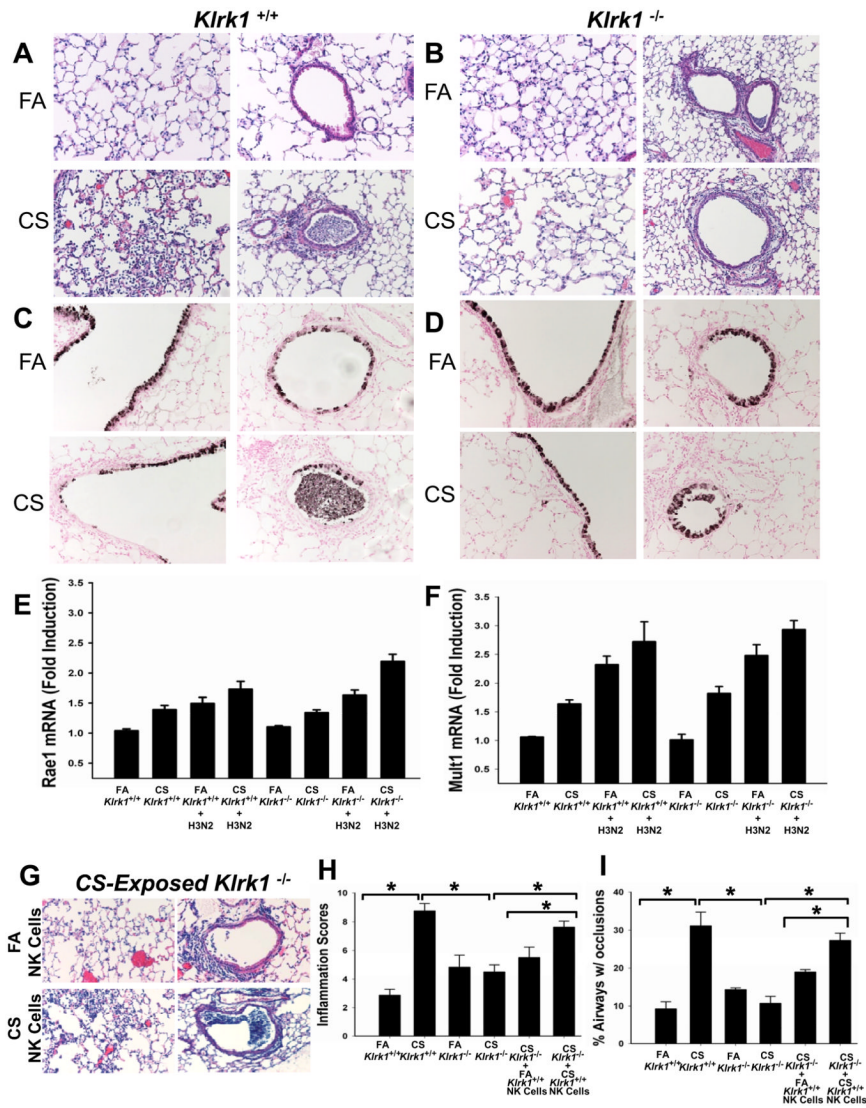 Klrk1 +/+
Klrk1 -/-
A
FA
CS
B
FA
CS
C
FA
CS
D
FA
CS
E
Rae1 mRNA (Fold Induction)
3.5
3.0
2.5
2.0
1.5
1.0
FA
Klrk1+/+
CS
Klrk1+/+
FA
Klrk1+/+
+
H3N2
CS
Klrk1+/+
+
H3N2
FA
Klrk1-/-
CS
Klrk1-/-
FA
Klrk1-/-
+
H3N2
CS
Klrk1-/-
+
H3N2
F
Mult1 mRNA (Fold Induction)
3.5
3.0
2.5
2.0
1.5
1.0
FA
Klrk1+/+
CS
Klrk1+/+
FA
Klrk1+/+
+
H3N2
CS
Klrk1+/+
+
H3N2
FA
Klrk1-/-
CS
Klrk1-/-
FA
Klrk1-/-
+
H3N2
CS
Klrk1-/-
+
H3N2
G
CS-Exposed Klrk1 -/-
FA
NK Cells
CS
NK Cells
H
Inflammation Scores
10
8
6
4
2
0
*
*
*
*
FA
Klrk1+/+
CS
Klrk1+/+
FA
Klrk1-/-
CS
Klrk1-/-
CS
Klrk1-/-
+
FA
Klrk1+/+
NK Cells
CS
Klrk1-/-
+
CS
Klrk1+/+
NK Cells
I
% Airways w/ occlusions
40
30
20
10
0
*
*
*
*
FA
Klrk1+/+
CS
Klrk1+/+
FA
Klrk1-/-
CS
Klrk1-/-
CS
Klrk1-/-
+
FA
Klrk1+/+
NK Cells
CS
Klrk1-/-
+
CS
Klrk1+/+
NK Cells